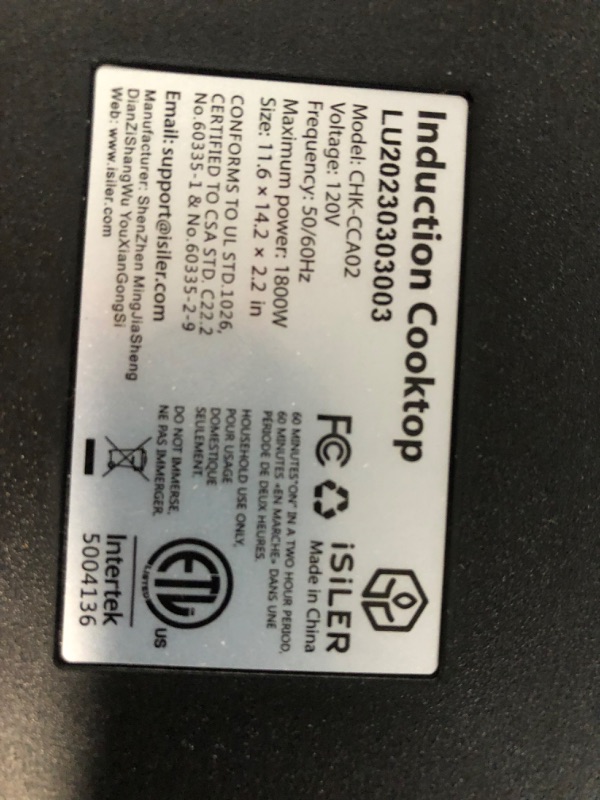 Induction Cooktop
LU20230303003
Model: CHK-CCA02
Voltage: 120V
Frequency: 50/60Hz
Maximum power: 1800W
Size: 11.6 × 14.2 × 2.2 in
CONFORMS TO UL STD.1026,
CERTIFIED TO CSA STD. C22.2
No.60335-1 & No.60335-2-9
Email: support@isiler.com
Manufacturer: ShenZhen MingJiaSheng
DianZiShangWu YouXianGongSi
Web: www.isiler.com
iSiLER
FC
Made in China
60 MINUTES"ON" IN A TWO HOUR PERIOD,
60 MINUTES «EN MARCHE» DANS UNE
PÉRIODE DE DEUX HEURES.
HOUSEHOLD USE ONLY,
POUR USAGE
DOMESTIQUE
SEULEMENT.
DO NOT IMMERSE.
NE PAS IMMERGER.
ETL
LISTED
US
Intertek
5004136